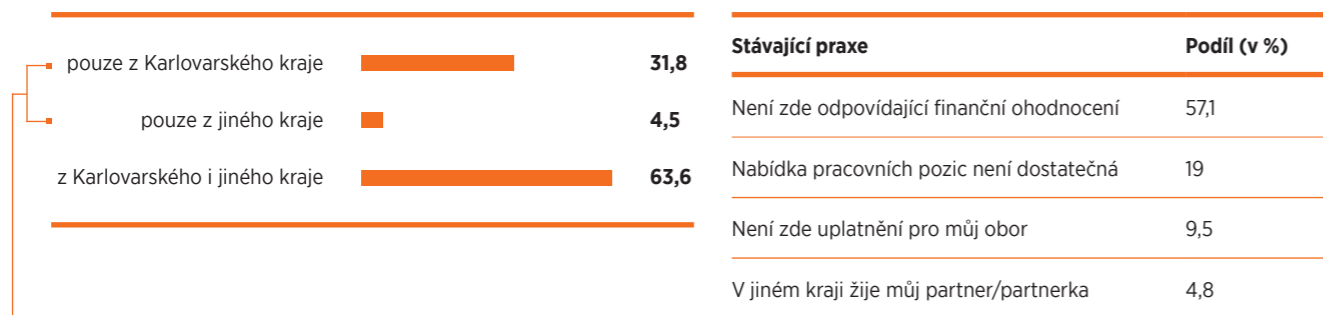 pouze z Karlovarského kraje 31,8
pouze z jiného kraje 4,5
z Karlovarského i jiného kraje 63,6
Stávající praxe Podíl (v %)
Není zde odpovídající finanční ohodnocení 57,1
Nabídka pracovních pozic není dostatečná 19
Není zde uplatnění pro můj obor 9,5
V jiném kraji žije můj partner/partnerka 4,8